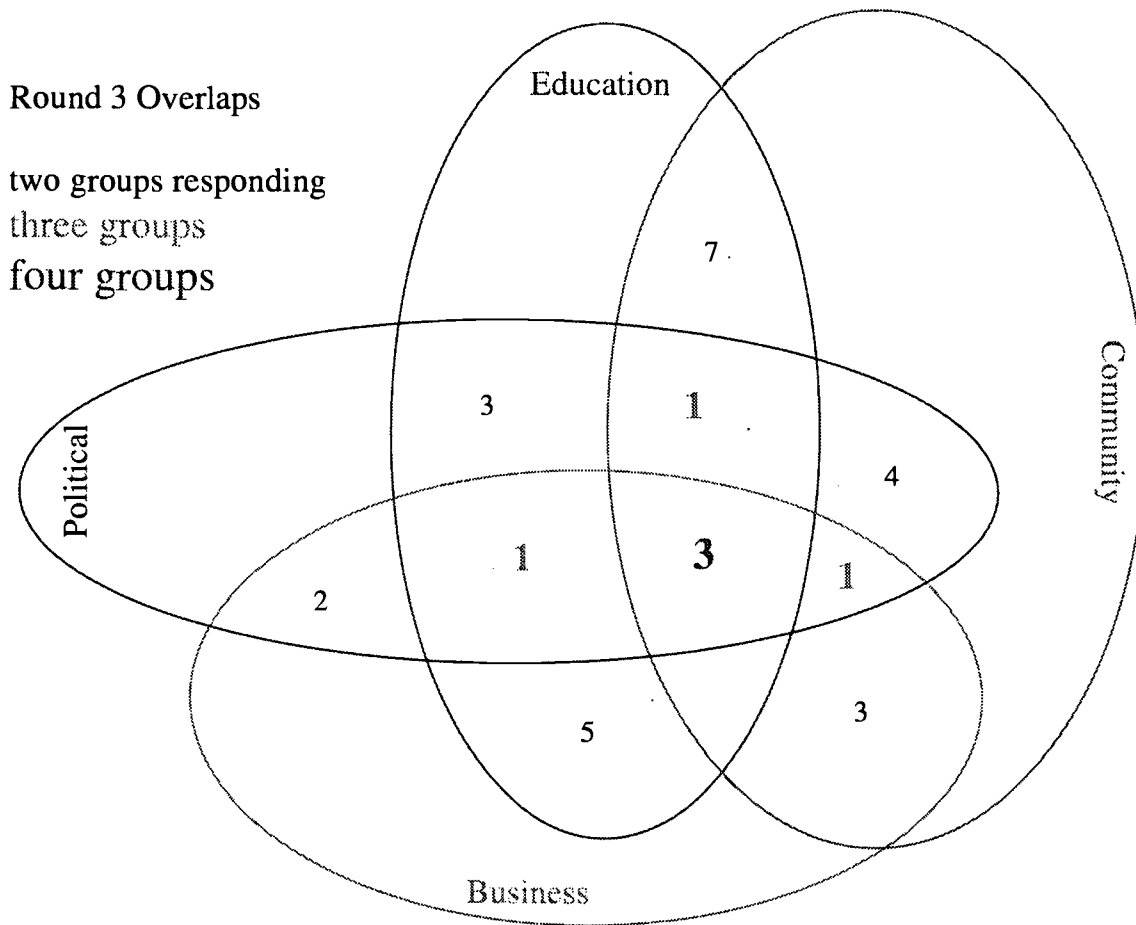 Education
Round 3 Overlaps
two groups responding
three groups
four groups
7
Community
3
1
4
Political
1
3
1
2
5
3
Business